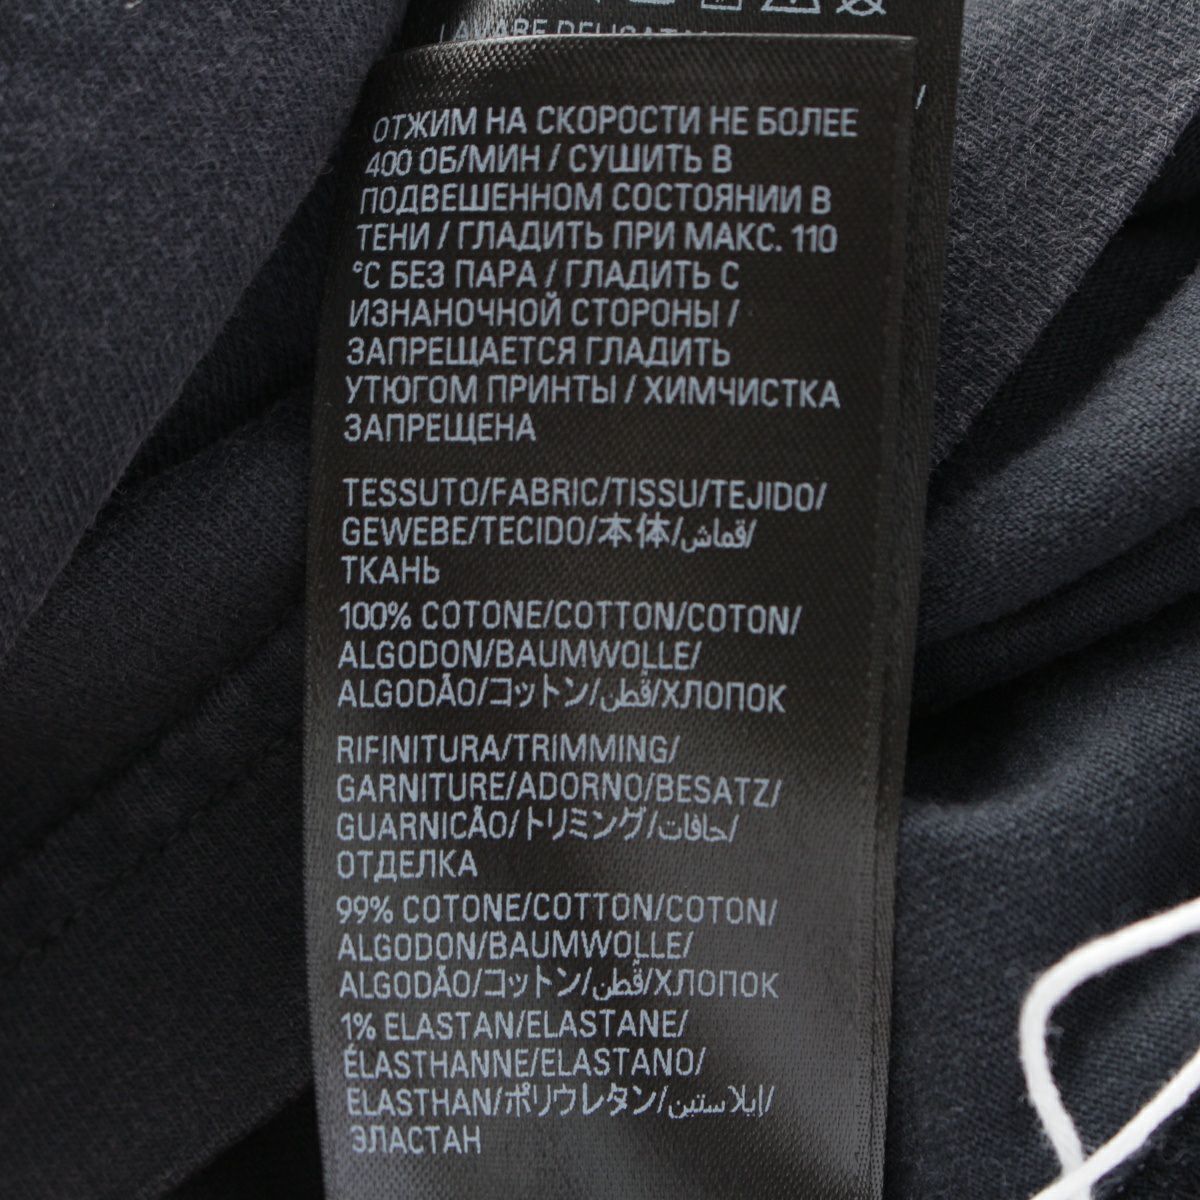 ОТЖИМ НА СКОРОСТИ НЕ БОЛЕЕ
400 ОБ/МИН / СУШИТЬ В
ПОДВЕШЕННОМ СОСТОЯНИИ В
ТЕНИ / ГЛАДИТЬ ПРИ МАКС. 110
°C БЕЗ ПАРА / ГЛАДИТЬ С
ИЗНАНОЧНОЙ СТОРОНЫ /
ЗАПРЕЩАЕТСЯ ГЛАДИТЬ
УТЮГОМ ПРИНТЫ / ХИМЧИСТКА
ЗАПРЕЩЕНА
TESSUTO/FABRIC/TISSU/TEJIDO/
GEWEBE/TECIDO/本体/قماش/
ТКАНЬ
100% COTONE/COTTON/COTON/
ALGODON/BAUMWOLLE/
ALGODÃO/コットン/قُطن/ХЛОПОК
RIFINITURA/TRIMMING/
GARNITURE/ADORNO/BESATZ/
GUARNICÃO/トリミング/حافات/
ОТДЕЛКА
99% COTONE/COTTON/COTON/
ALGODON/BAUMWOLLE/
ALGODÃO/コットン/قُطن/ХЛОПОК
1% ELASTAN/ELASTANE/
ÉLASTHANNE/ELASTANO/
ELASTHAN/ポリウレタン/إيلاستين/
ЭЛАСТАН